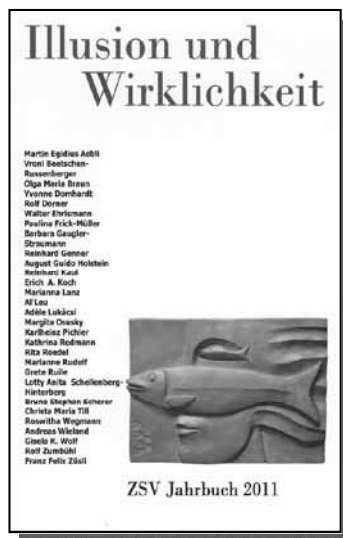 Illusion und
Wirklichkeit
Martin Egidius Aebli
Vroni Beetschen-
Russenberger
Olga Maria Braun
Yvonne Dornhardt
Rolf Dorner
Walter Ehrismann
Paulina Frick-Müller
Barbara Gaugler-
Straumann
Reinhard Genner
August Guido Holstein
Reinhard Kaul
Erich A. Koch
Marianna Lanz
Al'Leu
Adèle Lukácsi
Margita Osusky
Karlheinz Pichler
Kathrina Redmann
Rita Roedel
Marianne Rudolf
Grete Ruile
Lotty Anita Schellenberg-
Hinterberg
Bruno Stephan Scherer
Christa Maria Till
Roswitha Wegmann
Andreas Wieland
Gisela K. Wolf
Rolf Zumbühl
Franz Felix Züsli
ZSV Jahrbuch 2011